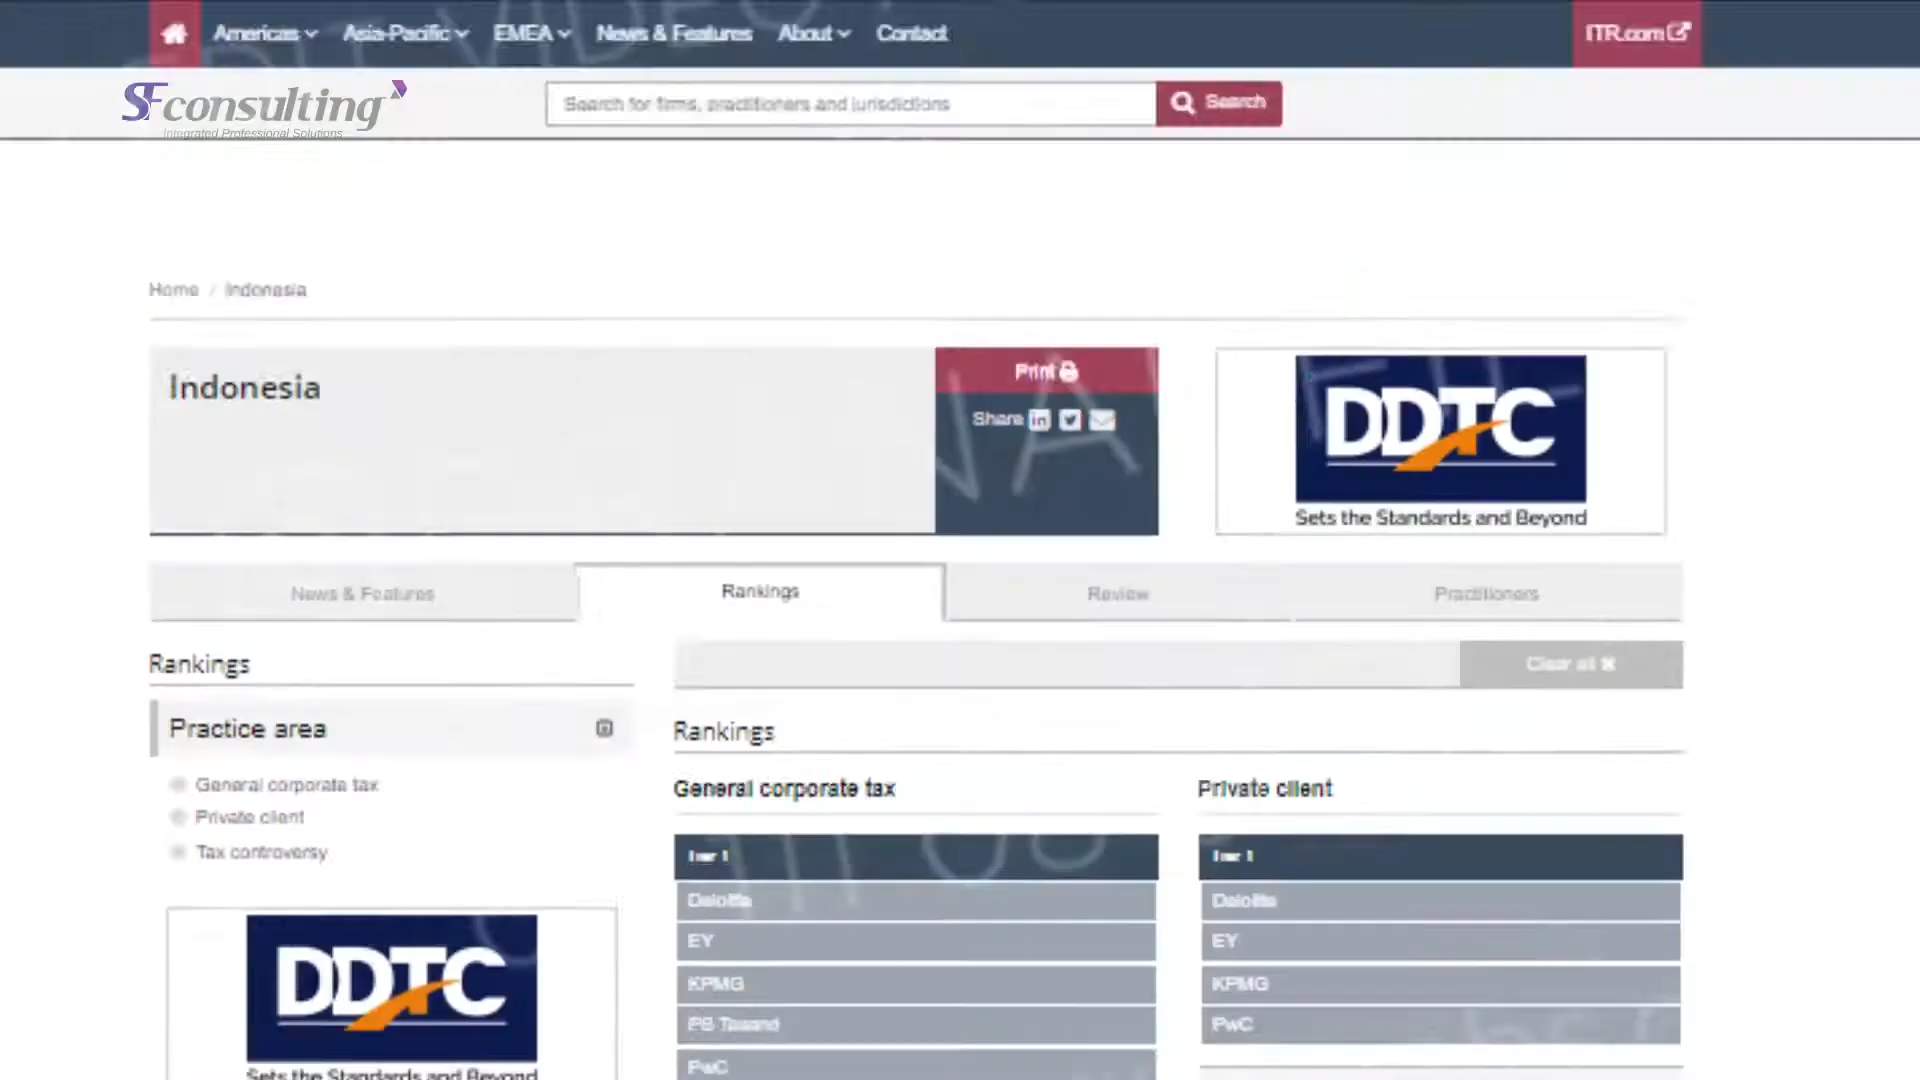 Americas Asia-Pacific EMEA News & Features About Contact ITR.com
SFconsulting
Integrated Professional Solutions
Search for firms, practitioners and jurisdictions Search
Home / Indonesia
Indonesia
Print
Share
DDTC
Sets the Standards and Beyond
News & Features Rankings Review Practitioners
Rankings
Clear all
Practice area
General corporate tax
Private client
Tax controversy
DDTC
Sets the Standards and Beyond
Rankings
General corporate tax
Tier 1
Deloitte
EY
KPMG
PB Taxand
PwC
Private client
Tier 1
Deloitte
EY
KPMG
PwC